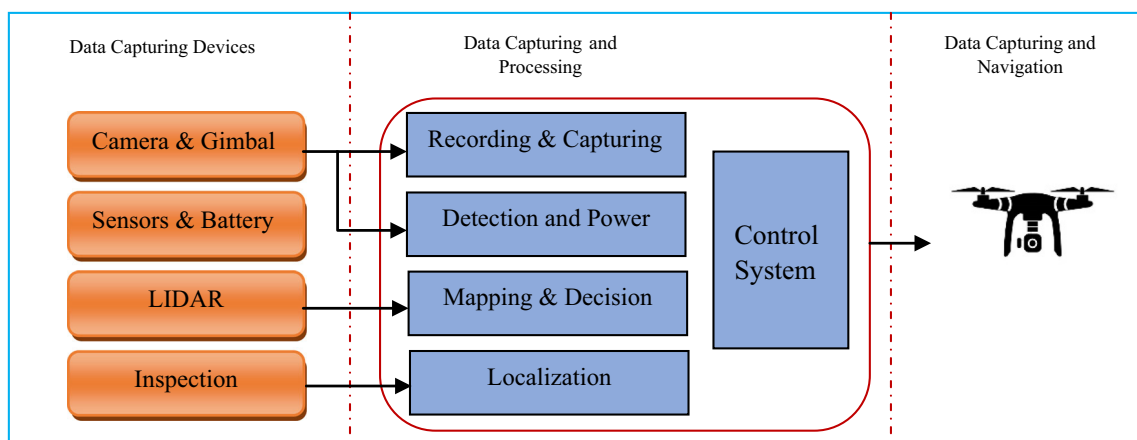 Data Capturing Devices
Data Capturing and
Processing
Data Capturing and
Navigation
Camera & Gimbal
Sensors & Battery
LIDAR
Inspection
Recording & Capturing
Detection and Power
Mapping & Decision
Localization
Control
System